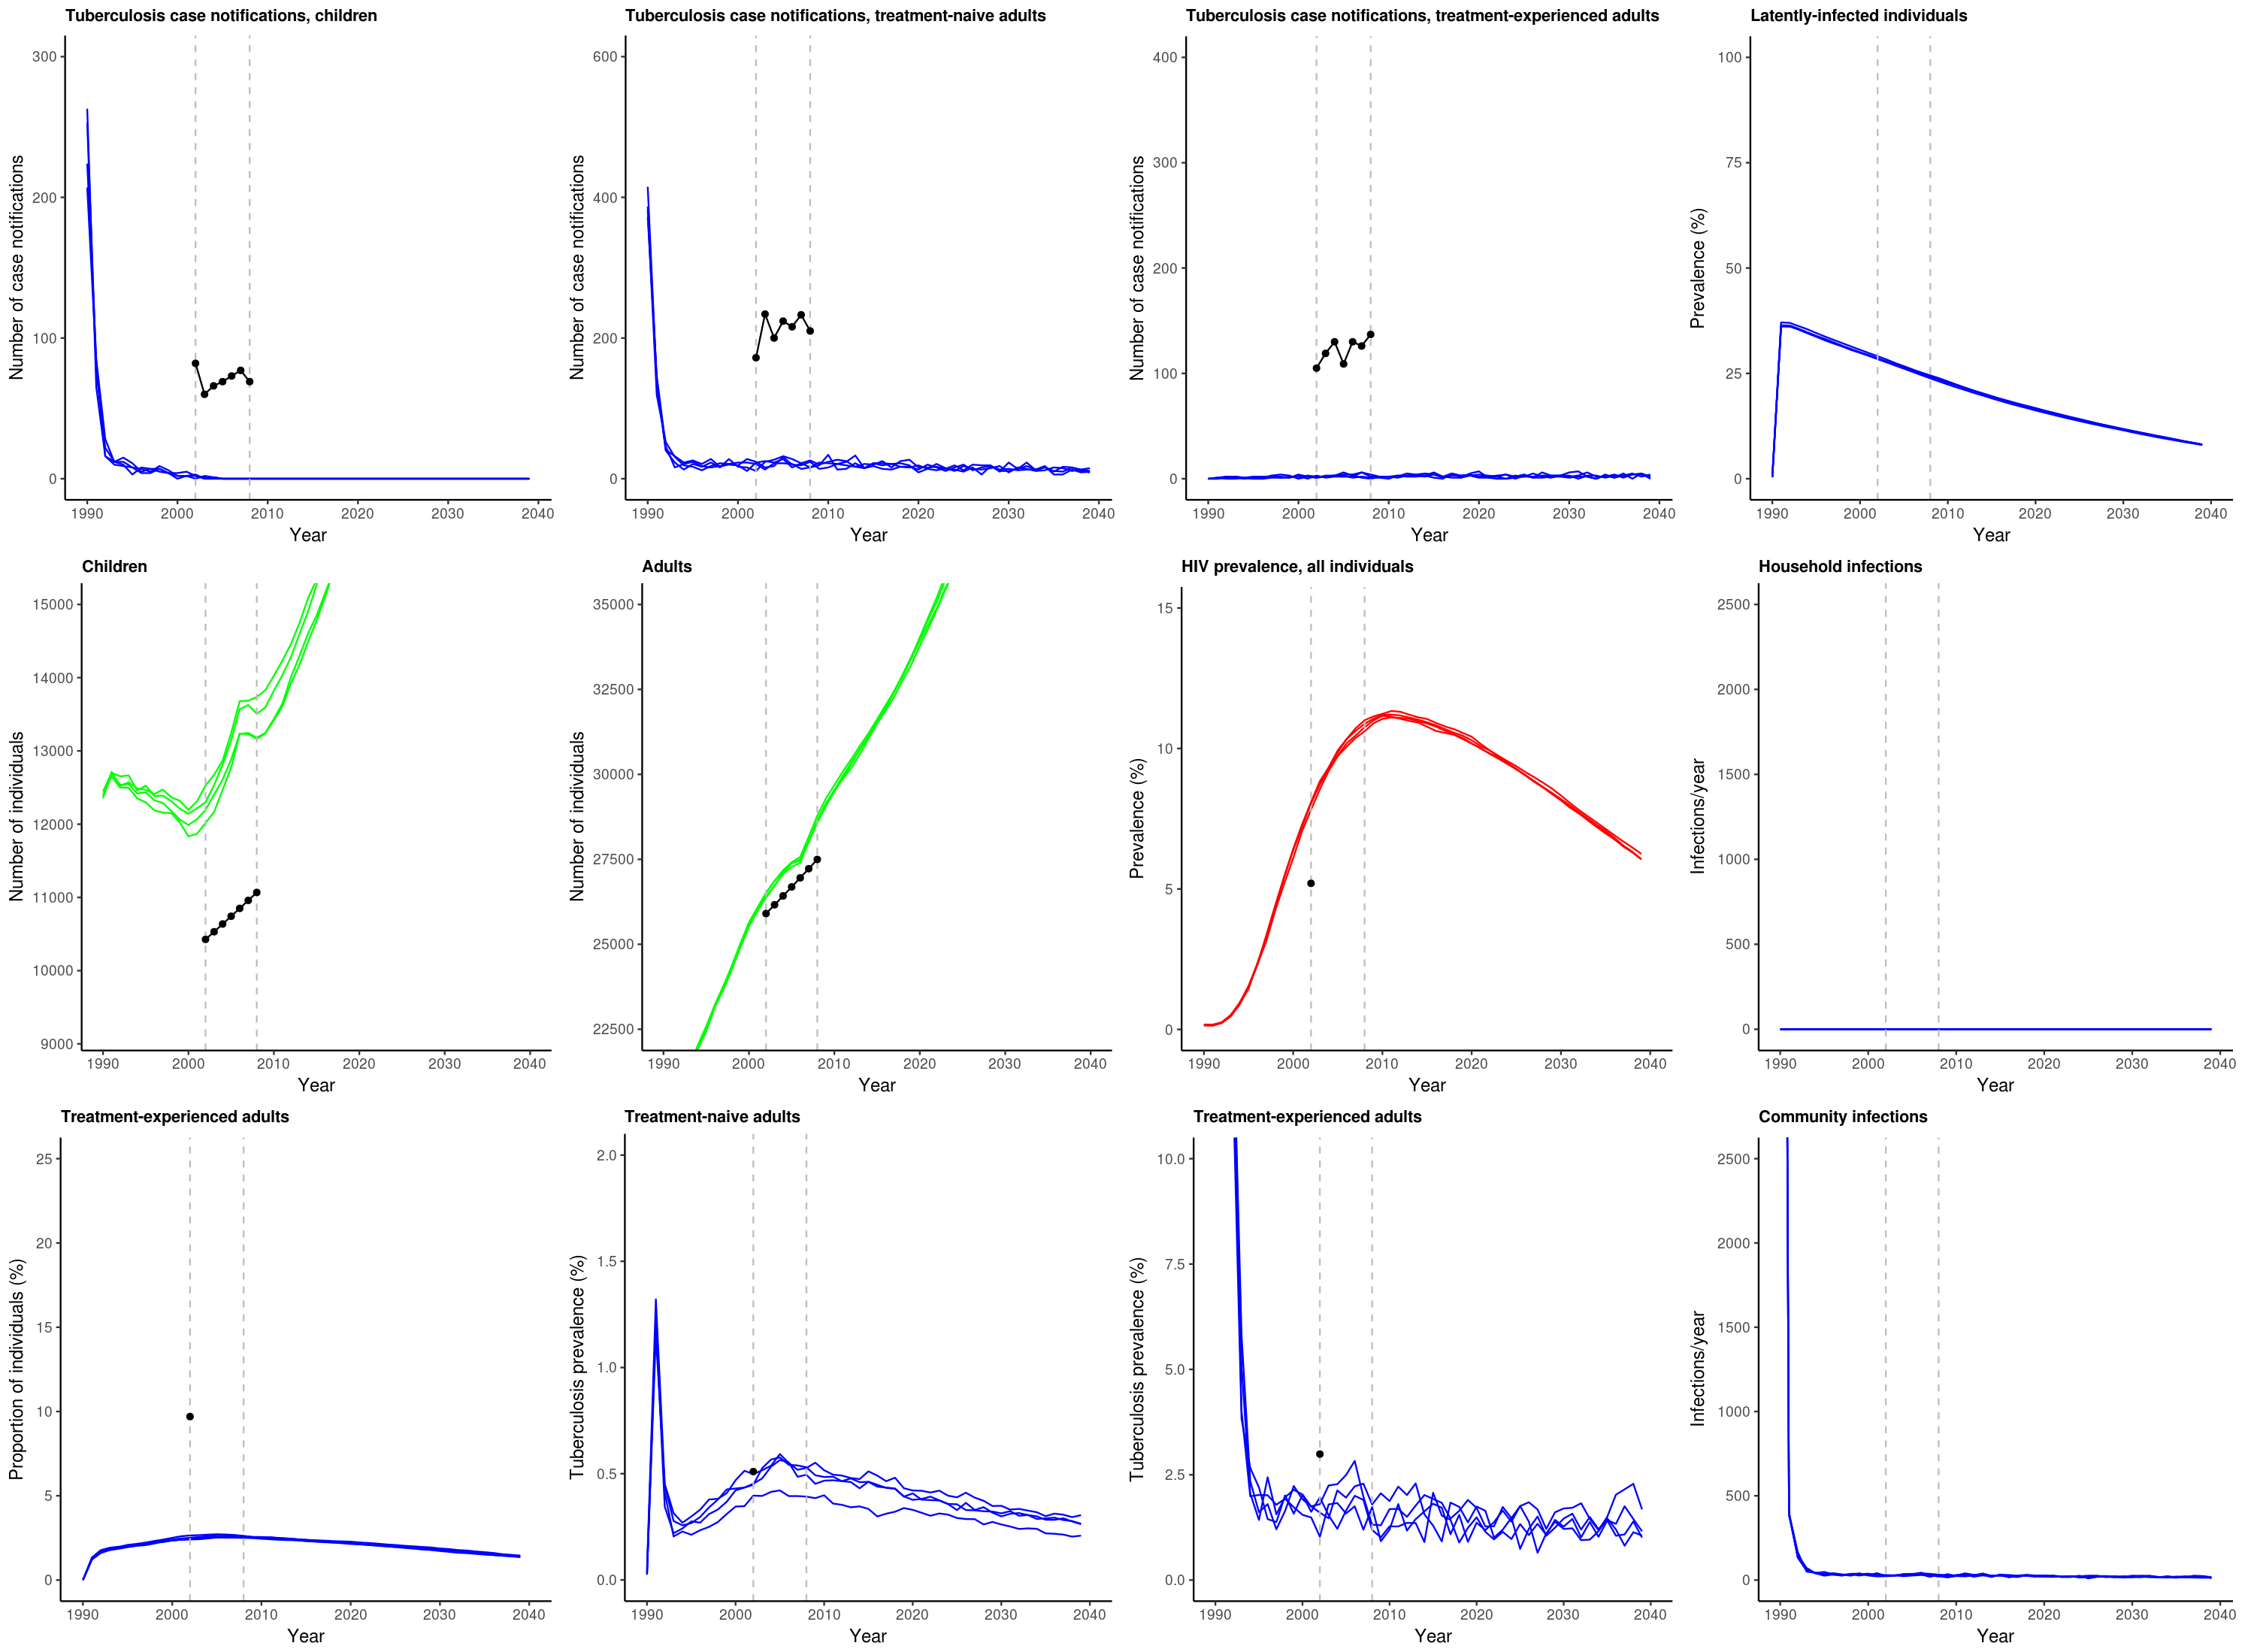 Tuberculosis case notifications, children
Number of case notifications
300
200
100
0
1990 2000 2010 2020 2030 2040
Year
Tuberculosis case notifications, treatment-naive adults
Number of case notifications
600
400
200
0
1990 2000 2010 2020 2030 2040
Year
Tuberculosis case notifications, treatment-experienced adults
Number of case notifications
400
300
200
100
0
1990 2000 2010 2020 2030 2040
Year
Latently-infected individuals
Prevalence (%)
100
75
50
25
0
1990 2000 2010 2020 2030 2040
Year
Children
Number of individuals
15000
14000
13000
12000
11000
10000
9000
1990 2000 2010 2020 2030 2040
Year
Adults
Number of individuals
35000
32500
30000
27500
25000
22500
1990 2000 2010 2020 2030 2040
Year
HIV prevalence, all individuals
Prevalence (%)
15
10
5
0
1990 2000 2010 2020 2030 2040
Year
Household infections
Infections/year
2500
2000
1500
1000
500
0
1990 2000 2010 2020 2030 2040
Year
Treatment-experienced adults
Proportion of individuals (%)
25
20
15
10
5
0
1990 2000 2010 2020 2030 2040
Year
Treatment-naive adults
Tuberculosis prevalence (%)
2.0
1.5
1.0
0.5
0.0
1990 2000 2010 2020 2030 2040
Year
Treatment-experienced adults
Tuberculosis prevalence (%)
10.0
7.5
5.0
2.5
0.0
1990 2000 2010 2020 2030 2040
Year
Community infections
Infections/year
2500
2000
1500
1000
500
0
1990 2000 2010 2020 2030 2040
Year